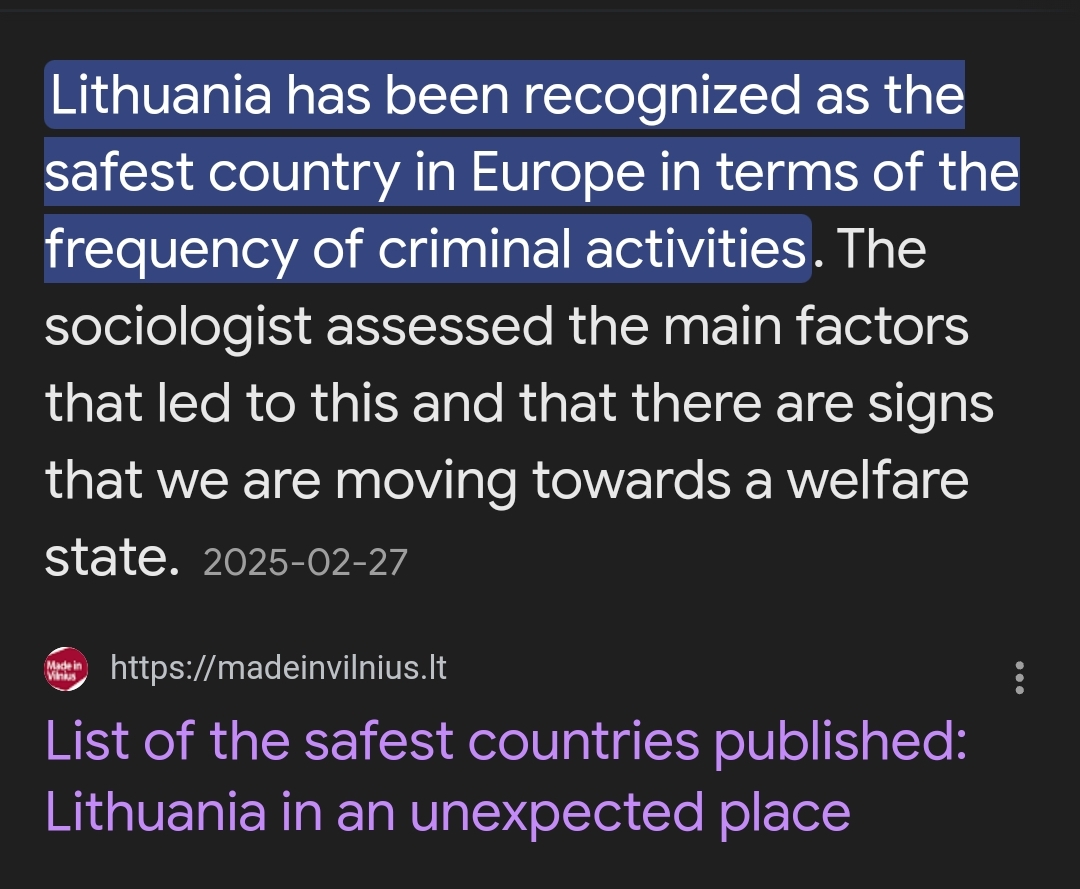 Lithuania has been recognized as the
safest country in Europe in terms of the
frequency of criminal activities. The
sociologist assessed the main factors
that led to this and that there are signs
that we are moving towards a welfare
state. 2025-02-27
Made in
Vilnius
https://madeinvilnius.lt
List of the safest countries published:
Lithuania in an unexpected place